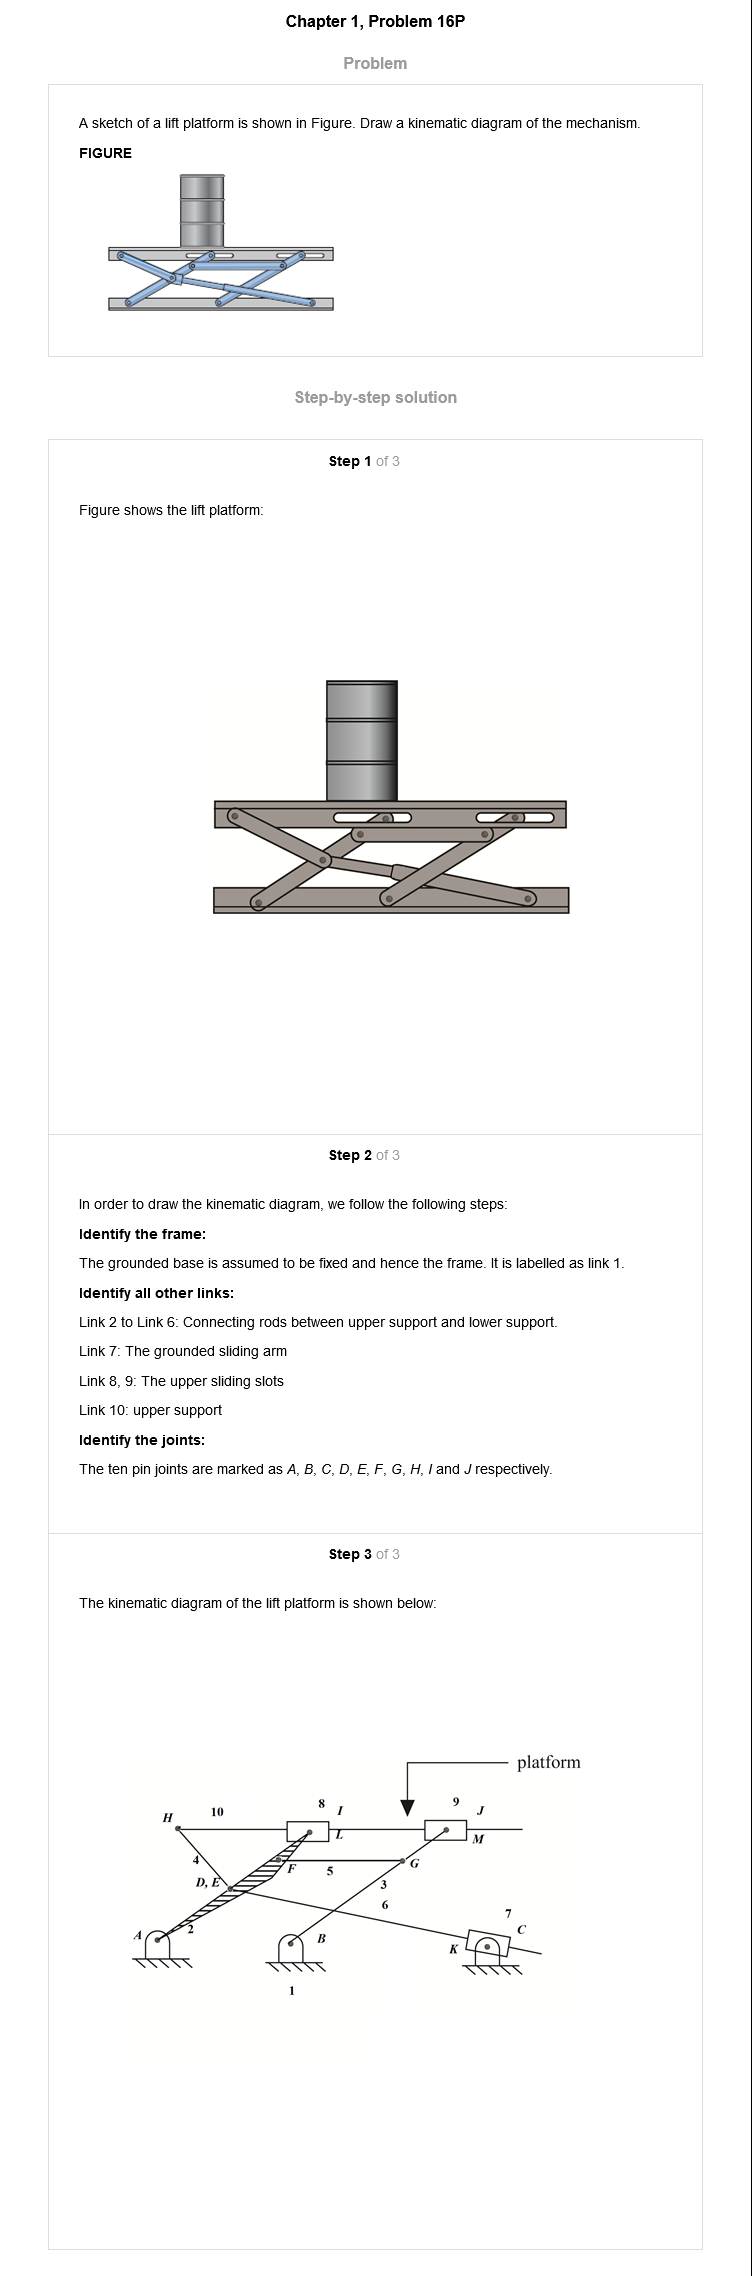 Chapter 1, Problem 16P
Problem
A sketch of a lift platform is shown in Figure. Draw a kinematic diagram of the mechanism.
FIGURE
Step-by-step solution
Step 1 of 3
Figure shows the lift platform:
Step 2 of 3
In order to draw the kinematic diagram, we follow the following steps:
Identify the frame:
The grounded base is assumed to be fixed and hence the frame. It is labelled as link 1.
Identify all other links:
Link 2 to Link 6: Connecting rods between upper support and lower support.
Link 7: The grounded sliding arm
Link 8, 9: The upper sliding slots
Link 10: upper support
Identify the joints:
The ten pin joints are marked as A, B, C, D, E, F, G, H, I and J respectively.
Step 3 of 3
The kinematic diagram of the lift platform is shown below:
platform
H 10 8 I 9 J
L M
4 F 5 G
D, E 3
6
A 2 B 7 C
K
1